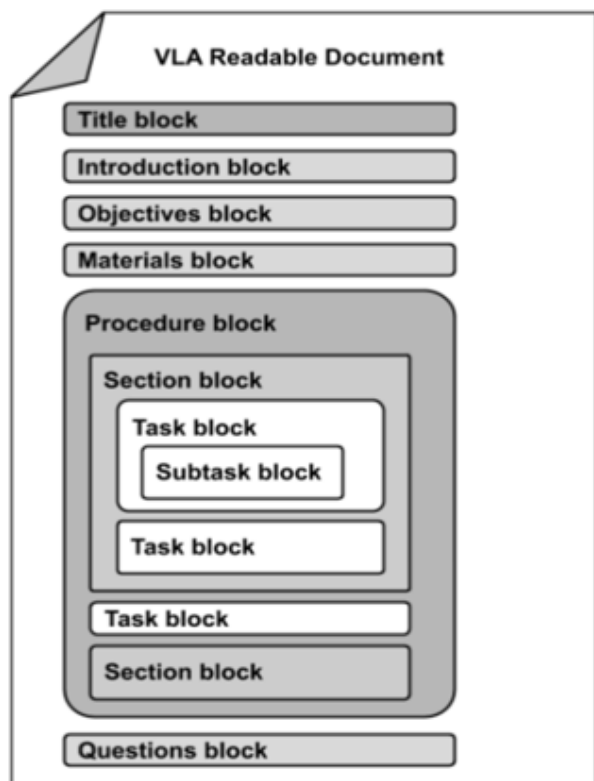 VLA Readable Document
Title block
Introduction block
Objectives block
Materials block
Procedure block
Section block
Task block
Subtask block
Task block
Task block
Section block
Questions block